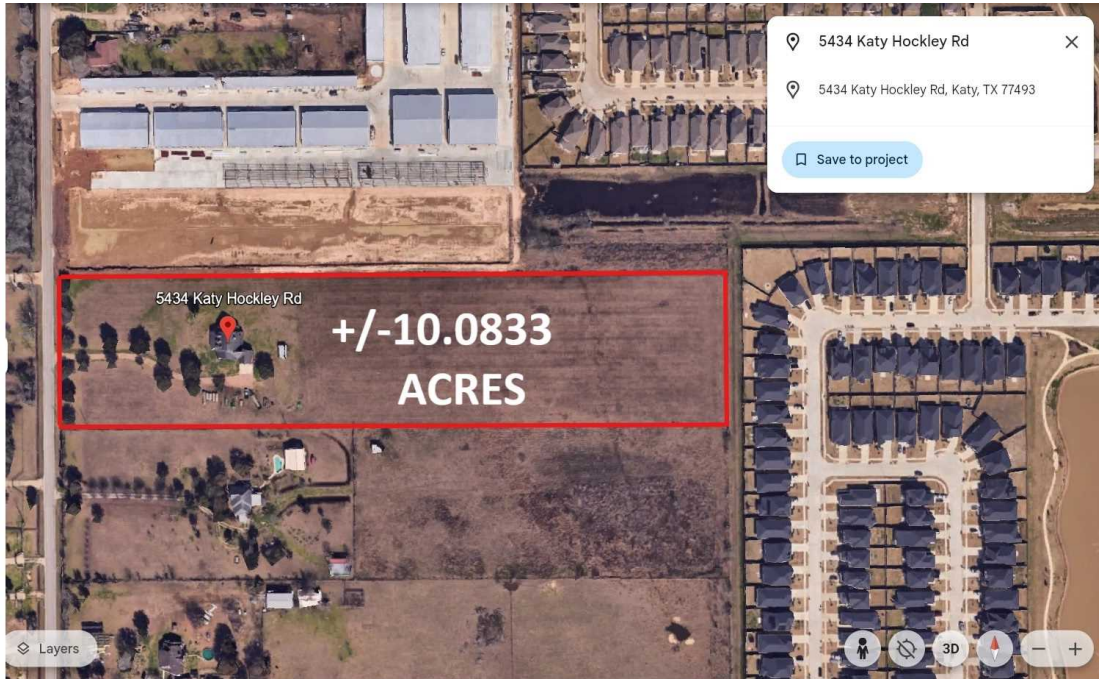 5434 Katy Hockley Rd
5434 Katy Hockley Rd, Katy, TX 77493
Save to project
5434 Katy Hockley Rd
+/-10.0833
ACRES
Layers
3D